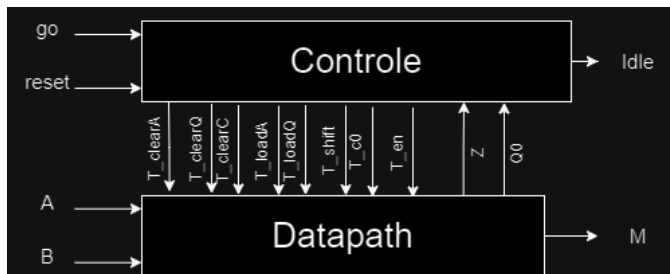 go
reset
Controle
Idle
T_clearA
T_clearQ
T_clearC
T_loadA
T_loadQ
T_shift
T_c0
T_en
Z
Q0
A
B
Datapath
M